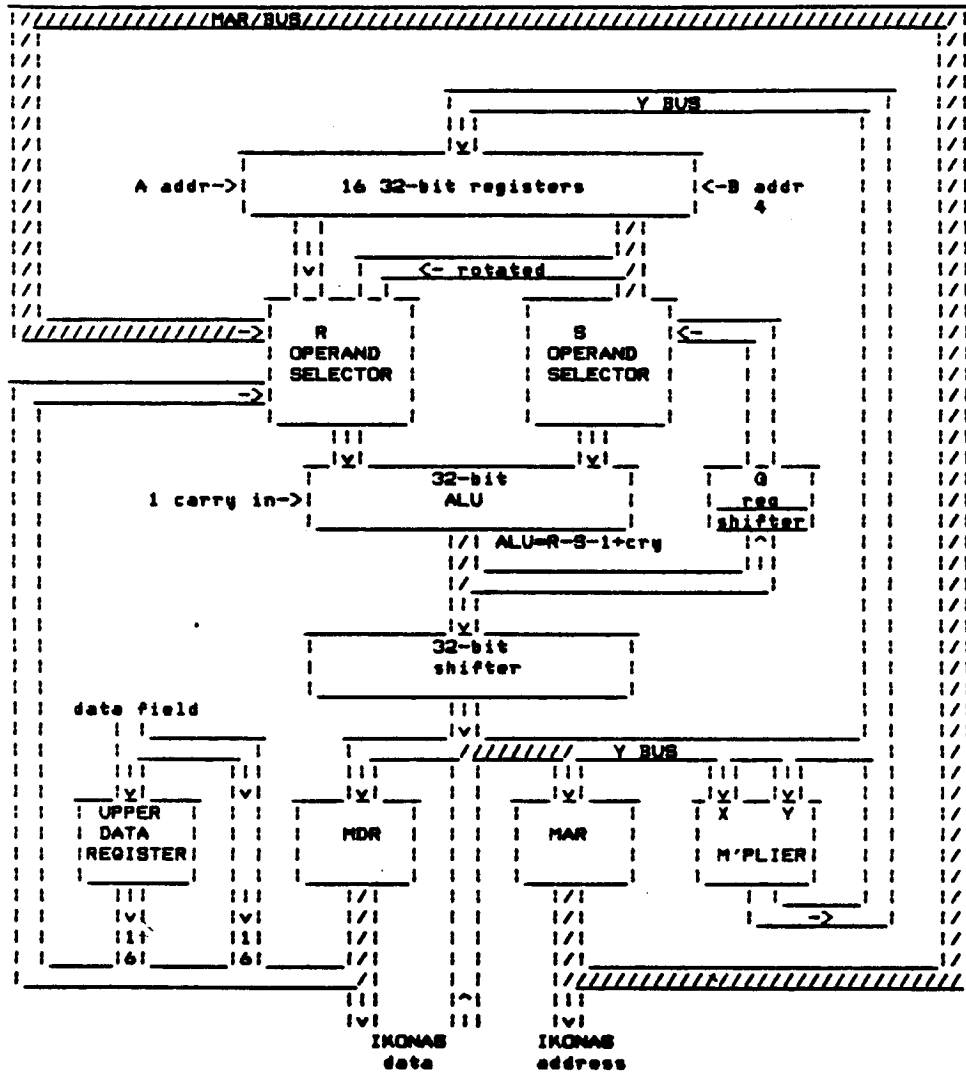 MAR BUS
Y BUS
A addr->
16 32-bit registers
<-B addr
4
<- rotated
R
OPERAND
SELECTOR
S
OPERAND
SELECTOR
32-bit
ALU
1 carry in->
Q
reg
shifter
ALU=R-S-1+cry
32-bit
shifter
data field
Y BUS
UPPER
DATA
REGISTER
MDR
MAR
X Y
M'PLIER
16
16
IKONAS
data
IKONAS
address